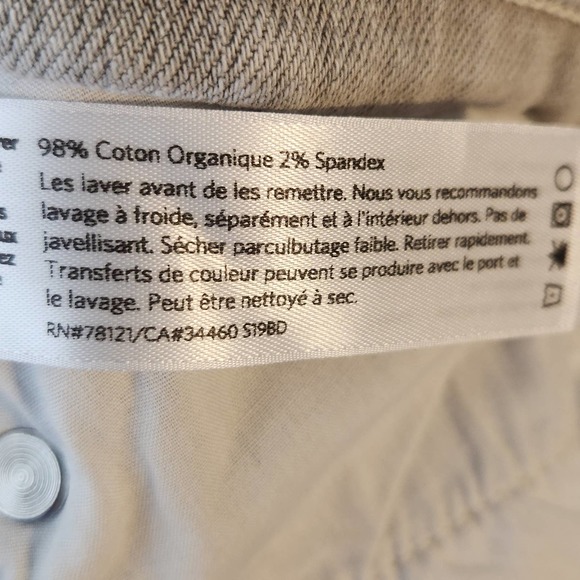 98% Coton Organique 2% Spandex
Les laver avant de les remettre. Nous vous recommandons
lavage à froide, séparément et à l'intérieur dehors. Pas de
javellisant. Sécher parculbutage faible. Retirer rapidement.
Transferts de couleur peuvent se produire avec le port et
le lavage. Peut être nettoyé à sec.
RN#78121/CA#34460 S19BD